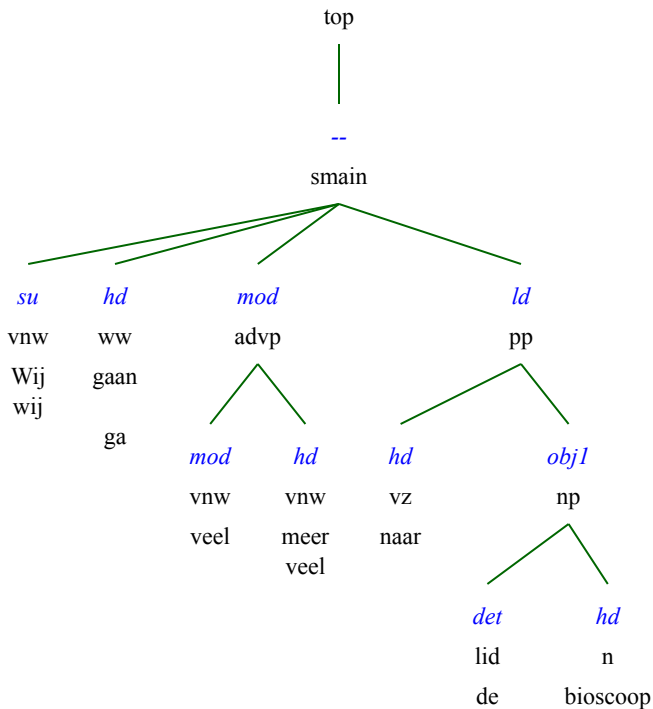 top
--
smain
su hd mod ld
vnw ww advp pp
Wij gaan
wij
ga
mod hd hd obj1
vnw vnw vz np
veel meer naar
veel
det hd
lid n
de bioscoop